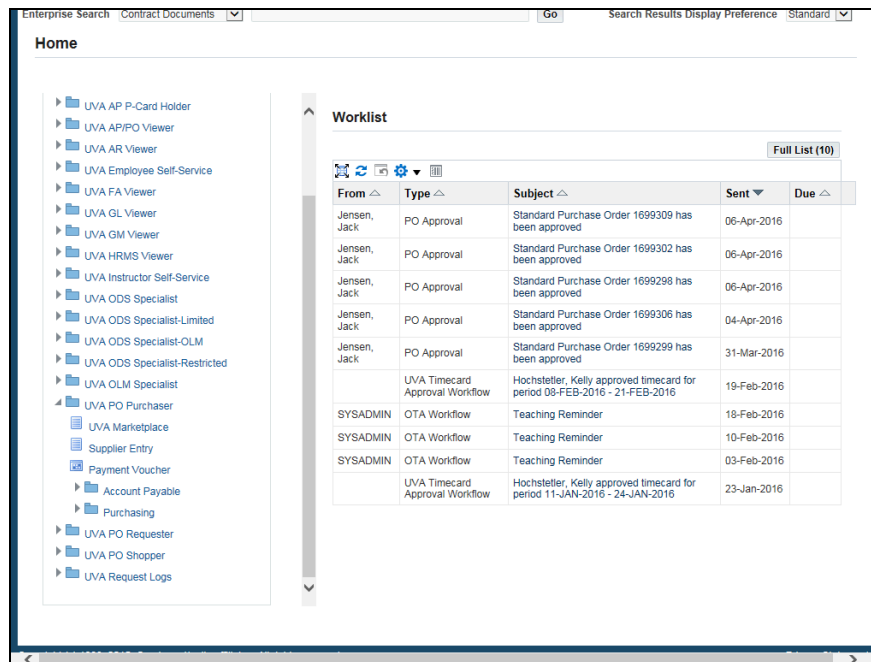 Enterprise Search Contract Documents Go Search Results Display Preference Standard
Home
UVA AP P-Card Holder
UVA AP/PO Viewer
UVA AR Viewer
UVA Employee Self-Service
UVA FA Viewer
UVA GL Viewer
UVA GM Viewer
UVA HRMS Viewer
UVA Instructor Self-Service
UVA ODS Specialist
UVA ODS Specialist-Limited
UVA ODS Specialist-OLM
UVA ODS Specialist-Restricted
UVA OLM Specialist
UVA PO Purchaser
UVA Marketplace
Supplier Entry
Payment Voucher
Account Payable
Purchasing
UVA PO Requester
UVA PO Shopper
UVA Request Logs
Worklist
Full List (10)
From Type Subject Sent Due
Jensen, Jack PO Approval Standard Purchase Order 1699309 has been approved 06-Apr-2016
Jensen, Jack PO Approval Standard Purchase Order 1699302 has been approved 06-Apr-2016
Jensen, Jack PO Approval Standard Purchase Order 1699298 has been approved 06-Apr-2016
Jensen, Jack PO Approval Standard Purchase Order 1699306 has been approved 04-Apr-2016
Jensen, Jack PO Approval Standard Purchase Order 1699299 has been approved 31-Mar-2016
UVA Timecard Approval Workflow Hochstetler, Kelly approved timecard for period 08-FEB-2016 - 21-FEB-2016 19-Feb-2016
SYSADMIN OTA Workflow Teaching Reminder 18-Feb-2016
SYSADMIN OTA Workflow Teaching Reminder 10-Feb-2016
SYSADMIN OTA Workflow Teaching Reminder 03-Feb-2016
UVA Timecard Approval Workflow Hochstetler, Kelly approved timecard for period 11-JAN-2016 - 24-JAN-2016 23-Jan-2016